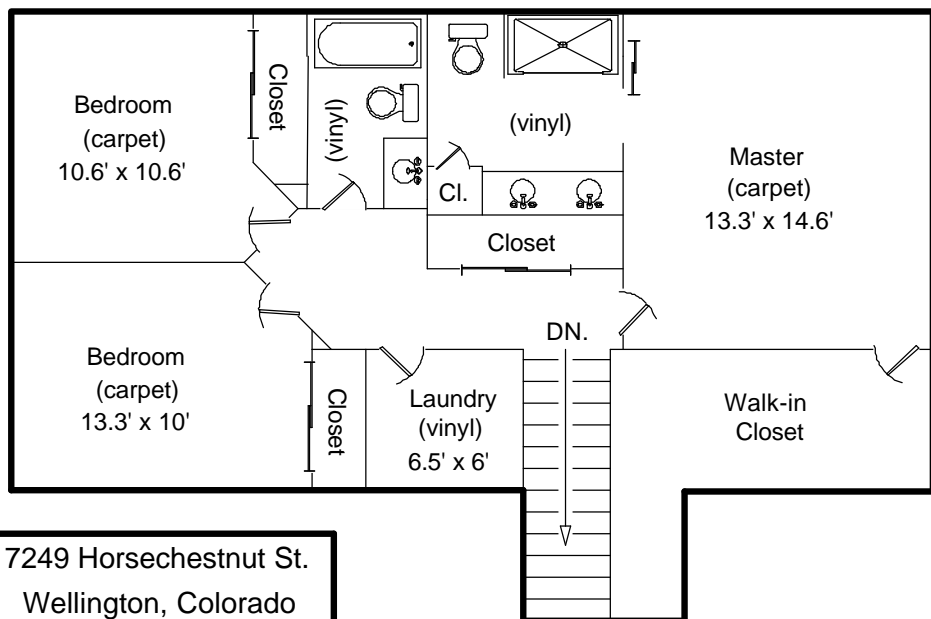 Bedroom
(carpet)
10.6' x 10.6'
Closet
(vinyl)
(vinyl)
Cl.
Closet
Master
(carpet)
13.3' x 14.6'
DN.
Bedroom
(carpet)
13.3' x 10'
Closet
Laundry
(vinyl)
6.5' x 6'
Walk-in
Closet
7249 Horsechestnut St.
Wellington, Colorado